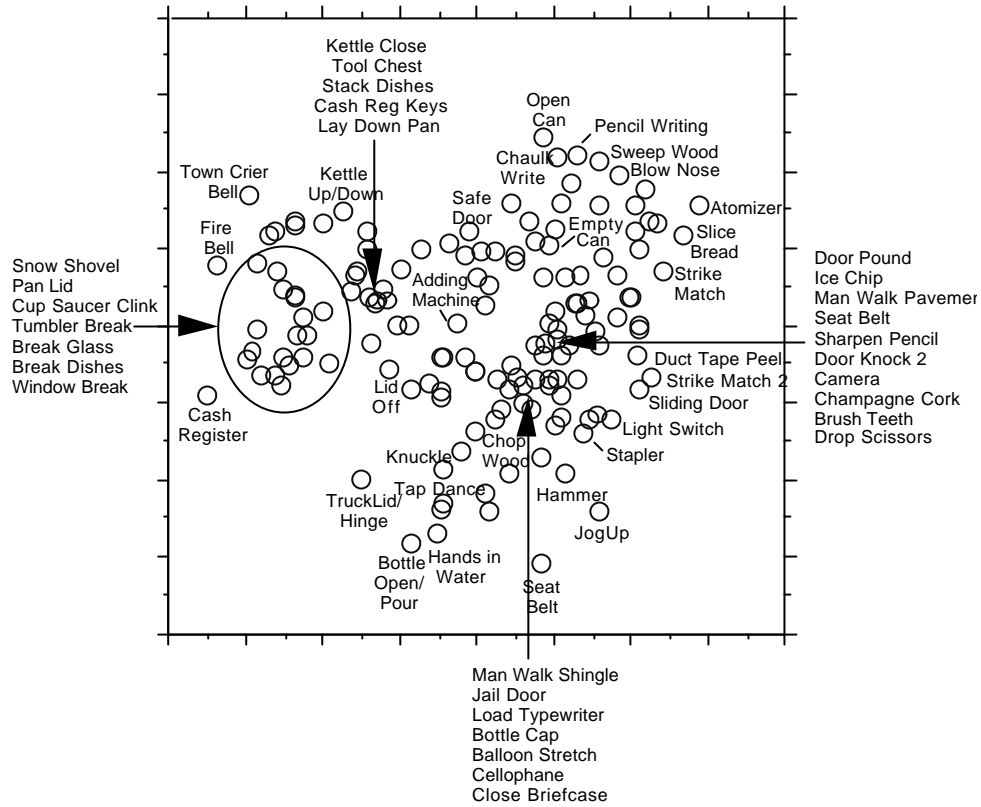 Kettle Close
Tool Chest
Stack Dishes
Cash Reg Keys
Lay Down Pan
Open
Can
Pencil Writing
Chaulk
Write
Sweep Wood
Blow Nose
Town Crier
Bell
Kettle
Up/Down
Safe
Door
Atomizer
Fire
Bell
Empty
Can
Slice
Bread
Strike
Match
Adding
Machine
Snow Shovel
Pan Lid
Cup Saucer Clink
Tumbler Break
Break Glass
Break Dishes
Window Break
Door Pound
Ice Chip
Man Walk Pavemer
Seat Belt
Sharpen Pencil
Door Knock 2
Camera
Champagne Cork
Brush Teeth
Drop Scissors
Duct Tape Peel
Strike Match 2
Sliding Door
Lid
Off
Cash
Register
Light Switch
Chop
Wood
Stapler
Knuckle
Tap Dance
Hammer
TruckLid/
Hinge
JogUp
Bottle
Open/
Pour
Hands in
Water
Seat
Belt
Man Walk Shingle
Jail Door
Load Typewriter
Bottle Cap
Balloon Stretch
Cellophane
Close Briefcase